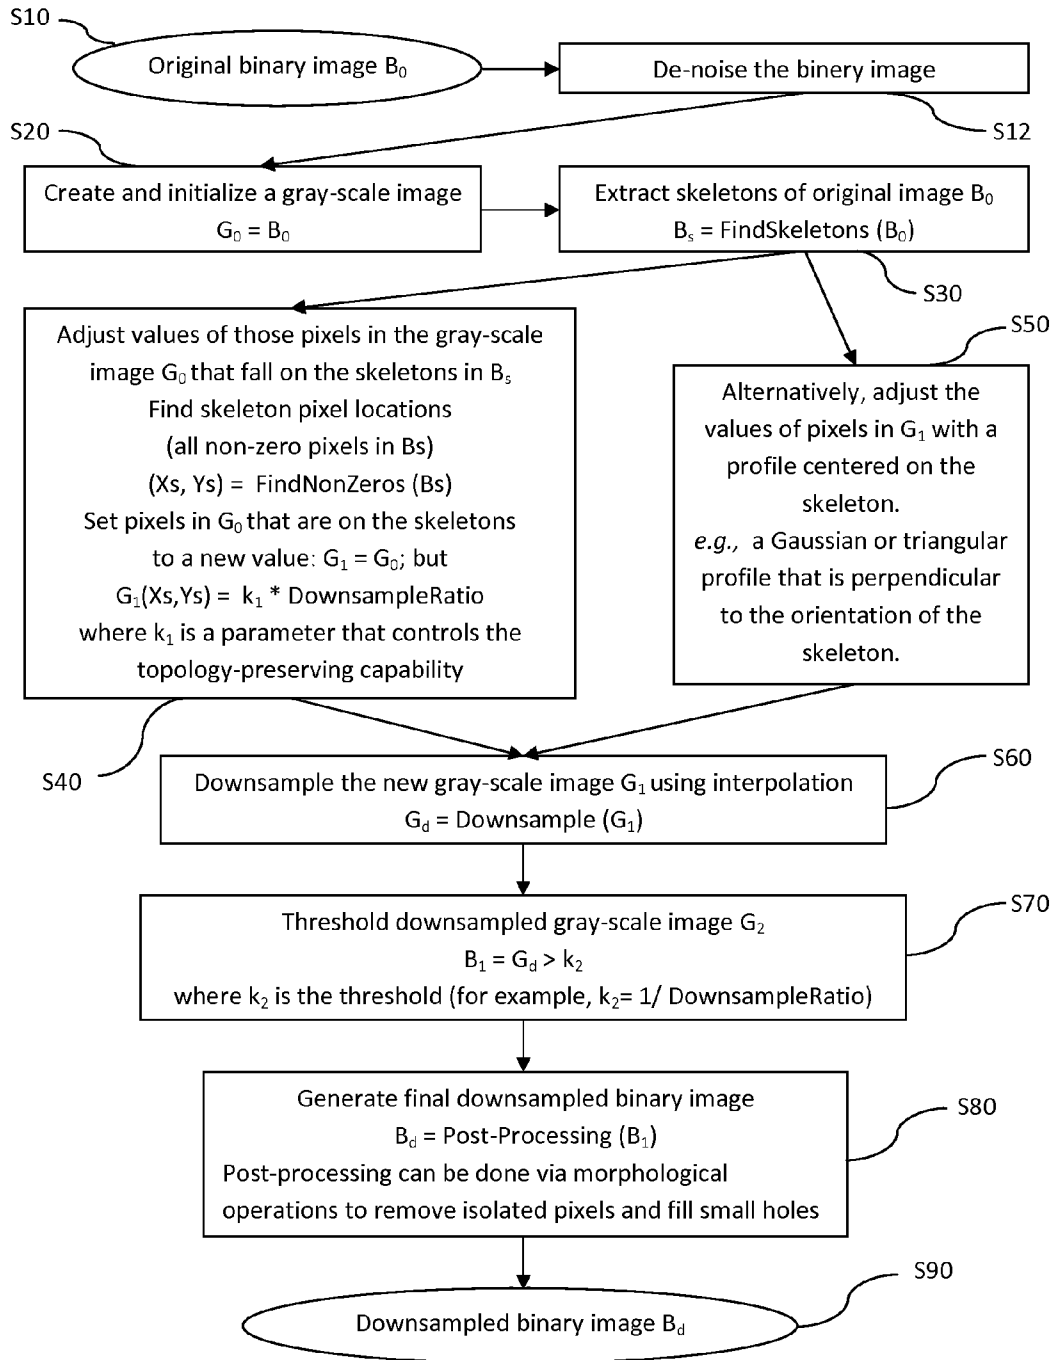 S10
Original binary image B₀
De-noise the binery image
S12
S20
Create and initialize a gray-scale image
G₀ = B₀
Extract skeletons of original image B₀
Bₛ = FindSkeletons (B₀)
S30
Adjust values of those pixels in the gray-scale
image G₀ that fall on the skeletons in Bₛ
Find skeleton pixel locations
(all non-zero pixels in Bs)
(Xs, Ys) = FindNonZeros (Bs)
Set pixels in G₀ that are on the skeletons
to a new value: G₁ = G₀; but
G₁(Xs,Ys) = k₁ * DownsampleRatio
where k₁ is a parameter that controls the
topology-preserving capability
S40
S50
Alternatively, adjust the
values of pixels in G₁ with a
profile centered on the
skeleton.
e.g., a Gaussian or triangular
profile that is perpendicular
to the orientation of the
skeleton.
S60
Downsample the new gray-scale image G₁ using interpolation
G_d = Downsample (G₁)
S70
Threshold downsampled gray-scale image G₂
B₁ = G_d > k₂
where k₂ is the threshold (for example, k₂= 1/ DownsampleRatio)
S80
Generate final downsampled binary image
B_d = Post-Processing (B₁)
Post-processing can be done via morphological
operations to remove isolated pixels and fill small holes
S90
Downsampled binary image B_d